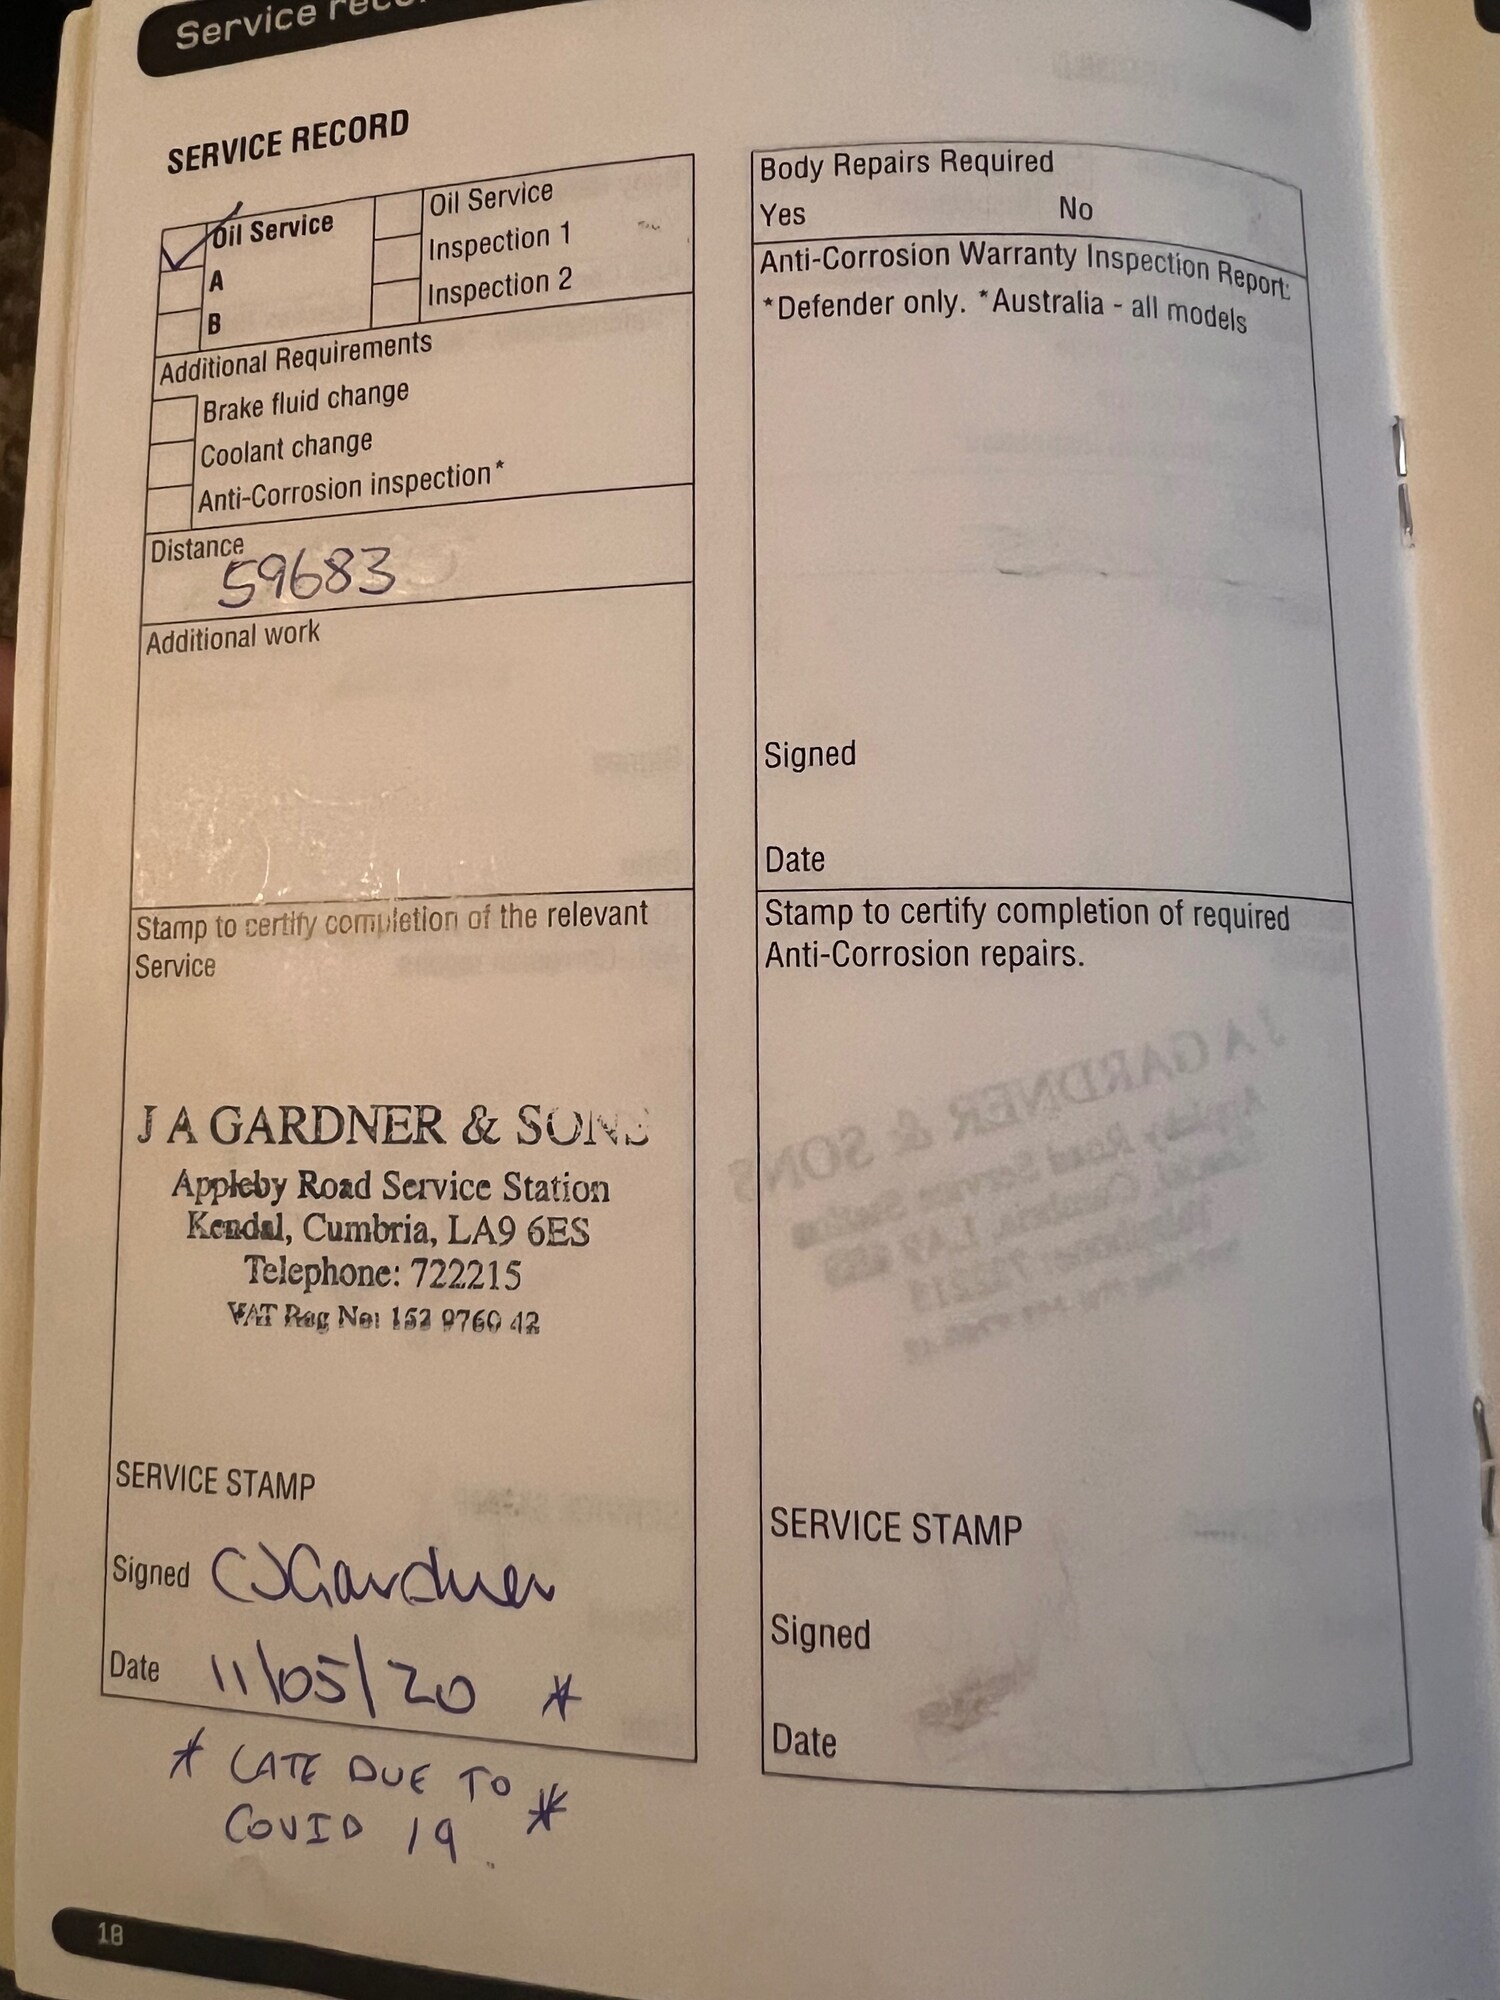 Service reco
SERVICE RECORD
Oil Service
A
B
Oil Service
Inspection 1
Inspection 2
Additional Requirements
Brake fluid change
Coolant change
Anti-Corrosion inspection*
Distance
59683
Additional work
Stamp to certify completion of the relevant
Service
J A GARDNER & SONS
Appleby Road Service Station
Kendal, Cumbria, LA9 6ES
Telephone: 722215
VAT Reg No: 152 9760 42
SERVICE STAMP
Signed CJGardner
Date 11/05/20 *
* LATE DUE TO *
COVID 19
Body Repairs Required
Yes No
Anti-Corrosion Warranty Inspection Report:
*Defender only. *Australia - all models
Signed
Date
Stamp to certify completion of required
Anti-Corrosion repairs.
SERVICE STAMP
Signed
Date
18